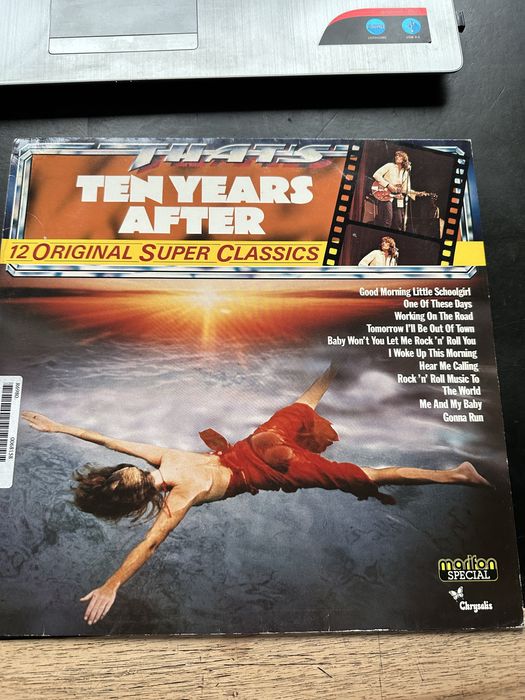 THAT'S
TEN YEARS
AFTER
12 ORIGINAL SUPER CLASSICS
Good Morning Little Schoolgirl
One Of These Days
Working On The Road
Tomorrow I'll Be Out Of Town
Baby Won't You Let Me Rock 'n' Roll You
I Woke Up This Morning
Hear Me Calling
Rock 'n' Roll Music To
The World
Me And My Baby
Gonna Run
marifon
SPECIAL
Chrysalis